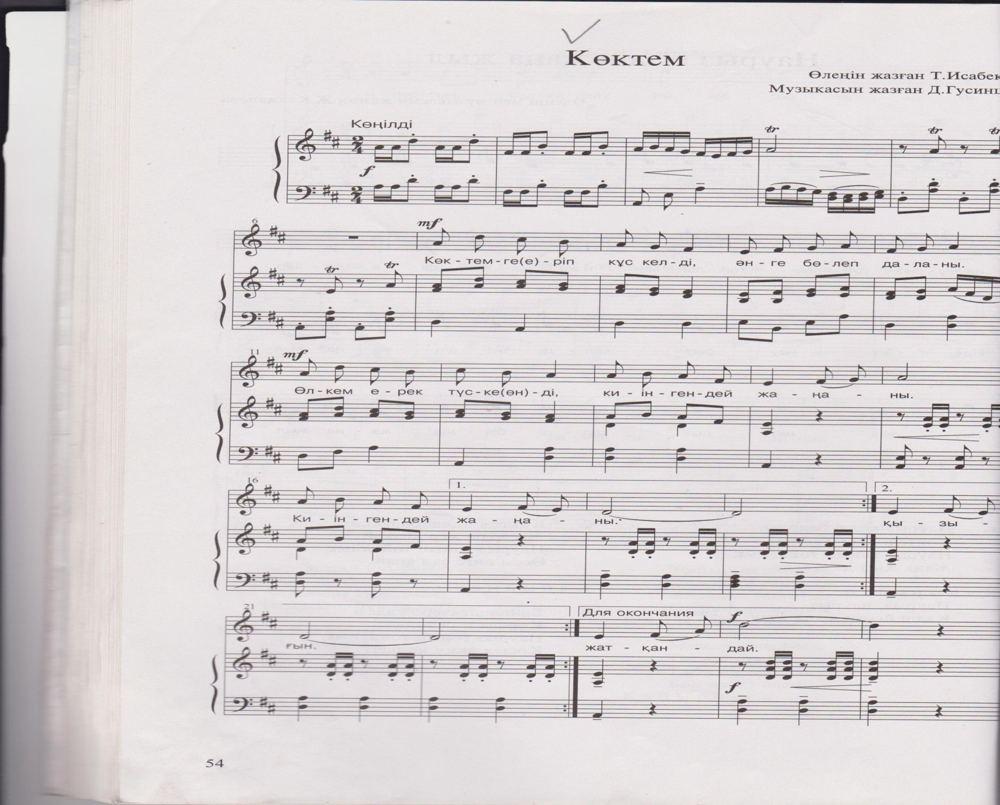 Көктем
Өлеңін жазған Т.Исабек
Музыкасын жазған Д.Гусинц
Көңілді
f
tr tr tr
6
mf
Көк - тем - ге(е) - ріп құс кел - ді, ән - ге бө - леп да - ла - ны.
tr tr
11
mf
Өл - кем е - рек түс - ке(ен) - ді, ки - ін - ген - дей жа - ңа - ны.
16
1. 2.
Ки - ін - ген - дей жа - ңа - ны. қы - зы -
21
Для окончания
f
ғын. жат - қан - дай.
f
54